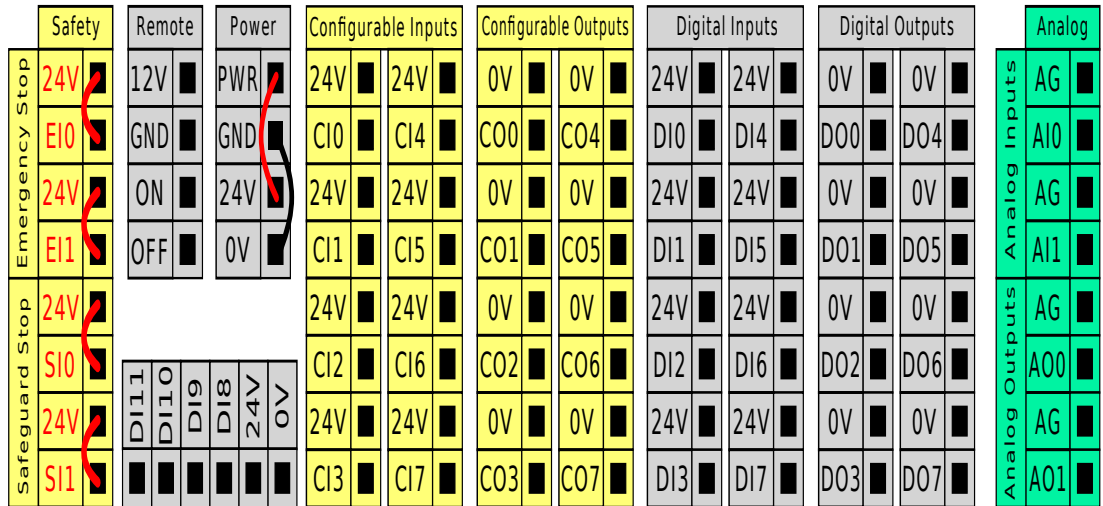 Safety
Emergency Stop
24V
EI0
24V
EI1
Safeguard Stop
24V
SI0
24V
SI1
Remote
12V
GND
ON
OFF
Power
PWR
GND
24V
0V
DI11
DI10
DI9
DI8
24V
0V
Configurable Inputs
24V 24V
CI0 CI4
24V 24V
CI1 CI5
24V 24V
CI2 CI6
24V 24V
CI3 CI7
Configurable Outputs
0V 0V
CO0 CO4
0V 0V
CO1 CO5
0V 0V
CO2 CO6
0V 0V
CO3 CO7
Digital Inputs
24V 24V
DI0 DI4
24V 24V
DI1 DI5
24V 24V
DI2 DI6
24V 24V
DI3 DI7
Digital Outputs
0V 0V
DO0 DO4
0V 0V
DO1 DO5
0V 0V
DO2 DO6
0V 0V
DO3 DO7
Analog
Analog Inputs
AG
AI0
AG
AI1
Analog Outputs
AG
AO0
AG
AO1